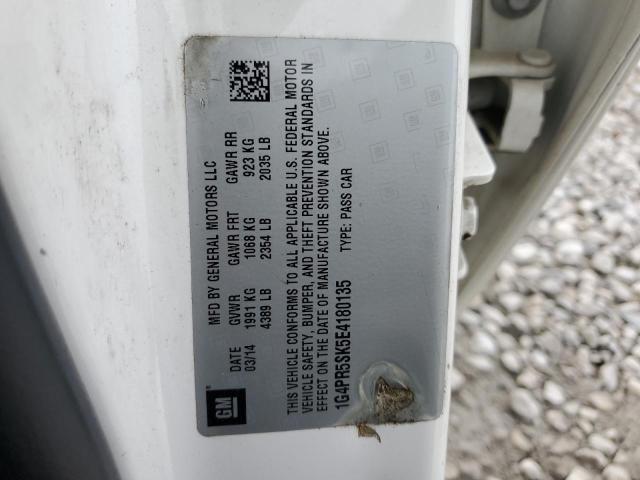 GM
MFD BY GENERAL MOTORS LLC
DATE GVWR GAWR FRT GAWR RR
03/14 1991 KG 1068 KG 923 KG
4389 LB 2354 LB 2035 LB
THIS VEHICLE CONFORMS TO ALL APPLICABLE U.S. FEDERAL MOTOR
VEHICLE SAFETY, BUMPER, AND THEFT PREVENTION STANDARDS IN
EFFECT ON THE DATE OF MANUFACTURE SHOWN ABOVE.
1G4PR5SK5E4180135 TYPE: PASS CAR